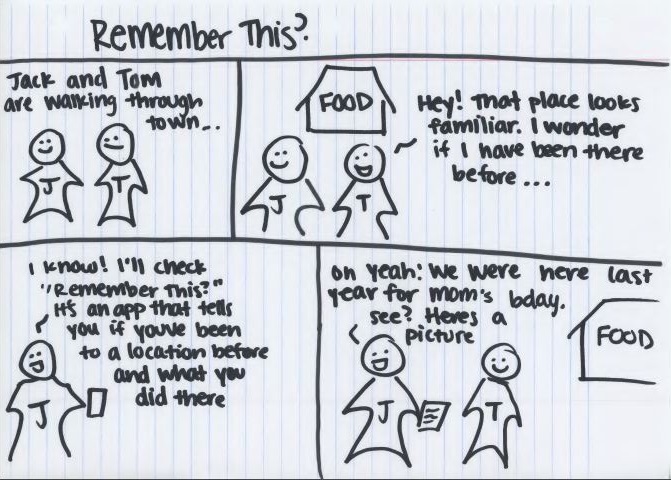 Remember This?
Jack and Tom
are walking through
town...
J
T
FOOD
Hey! That place looks
familiar. I wonder
if I have been there
before...
J
T
I know! I'll check
"Remember This?"
It's an app that tells
you if you've been
to a location before
and what you
did there
J
Oh yeah! We were here last
year for mom's bday.
see? Heres a
picture
FOOD
J
T